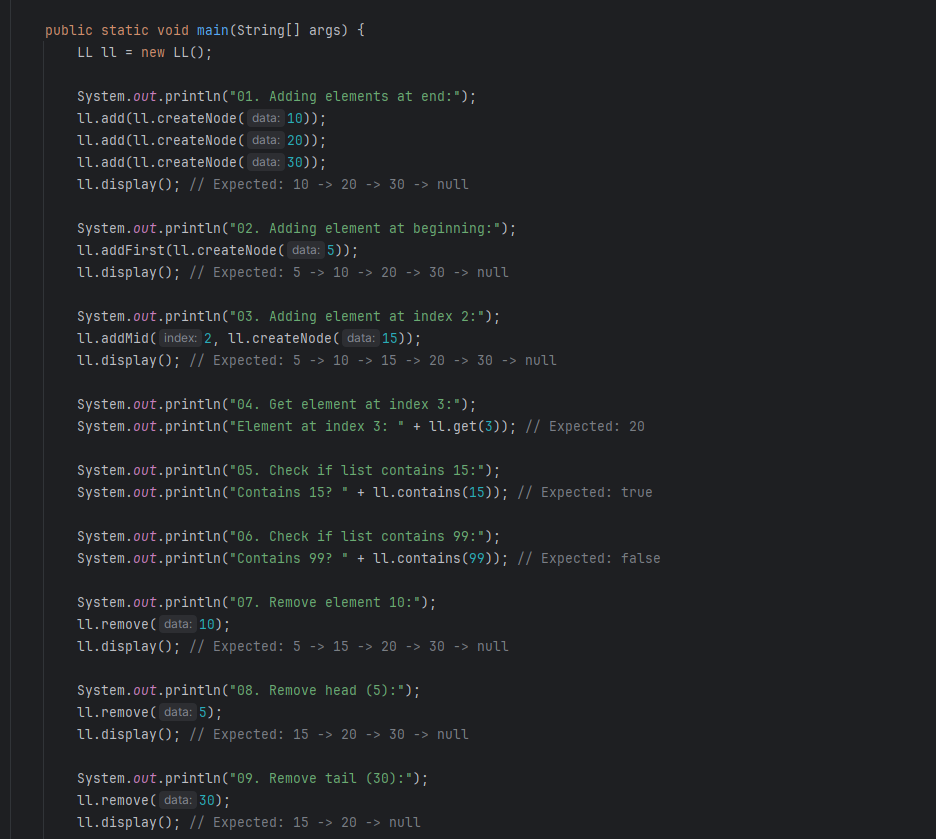 public static void main(String[] args) {
LL ll = new LL();
System.out.println("01. Adding elements at end:");
ll.add(ll.createNode( data: 10));
ll.add(ll.createNode( data: 20));
ll.add(ll.createNode( data: 30));
ll.display(); // Expected: 10 -> 20 -> 30 -> null
System.out.println("02. Adding element at beginning:");
ll.addFirst(ll.createNode( data: 5));
ll.display(); // Expected: 5 -> 10 -> 20 -> 30 -> null
System.out.println("03. Adding element at index 2:");
ll.addMid( index: 2, ll.createNode( data: 15));
ll.display(); // Expected: 5 -> 10 -> 15 -> 20 -> 30 -> null
System.out.println("04. Get element at index 3:");
System.out.println("Element at index 3: " + ll.get(3)); // Expected: 20
System.out.println("05. Check if list contains 15:");
System.out.println("Contains 15? " + ll.contains(15)); // Expected: true
System.out.println("06. Check if list contains 99:");
System.out.println("Contains 99? " + ll.contains(99)); // Expected: false
System.out.println("07. Remove element 10:");
ll.remove( data: 10);
ll.display(); // Expected: 5 -> 15 -> 20 -> 30 -> null
System.out.println("08. Remove head (5):");
ll.remove( data: 5);
ll.display(); // Expected: 15 -> 20 -> 30 -> null
System.out.println("09. Remove tail (30):");
ll.remove( data: 30);
ll.display(); // Expected: 15 -> 20 -> null